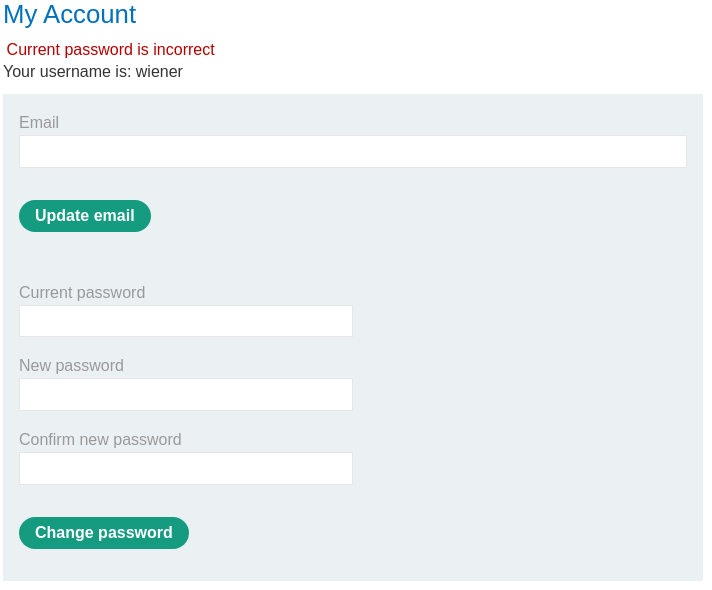 My Account
Current password is incorrect
Your username is: wiener
Email
Update email
Current password
New password
Confirm new password
Change password